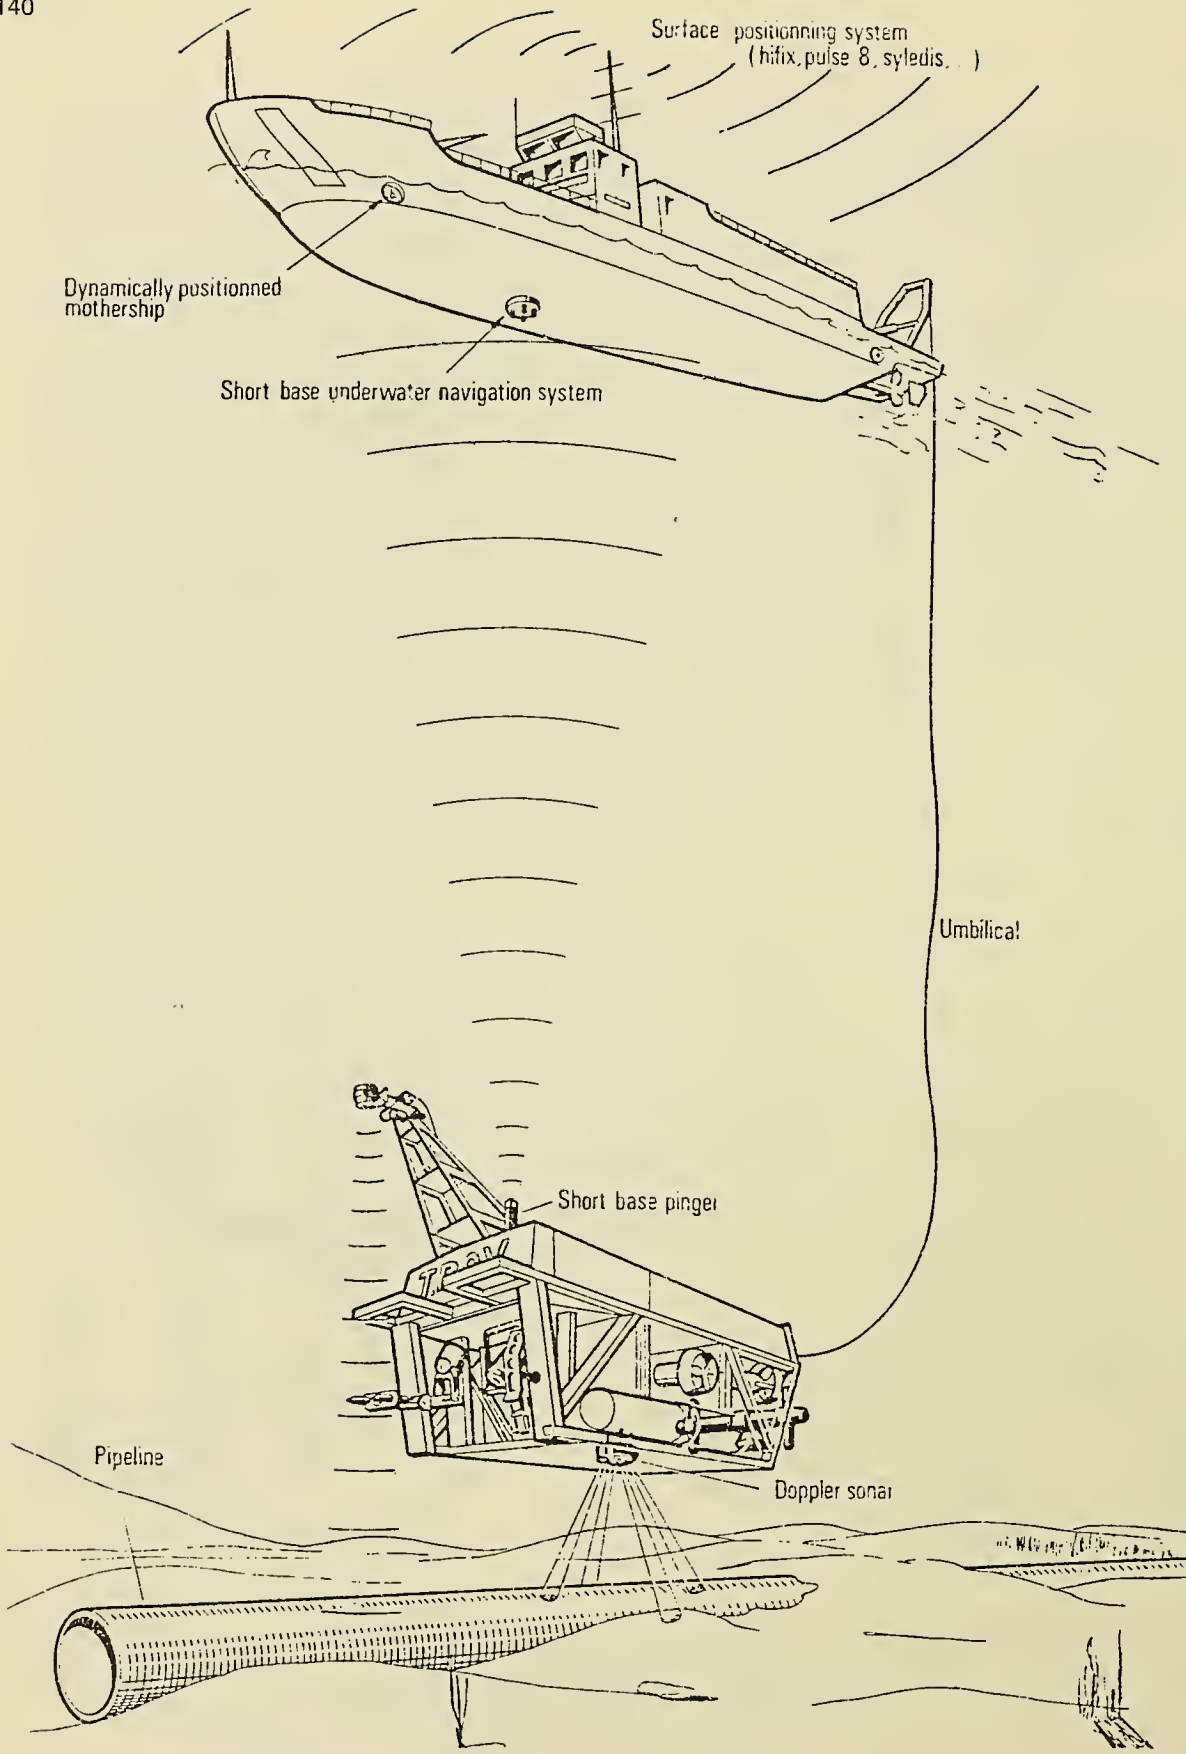 140
Surface positionning system
(hifix, pulse 8, syledis, . . )
Dynamically positionned
mothership
Short base underwater navigation system
Umbilical
Short base pinger
Pipeline
Doppler sonar